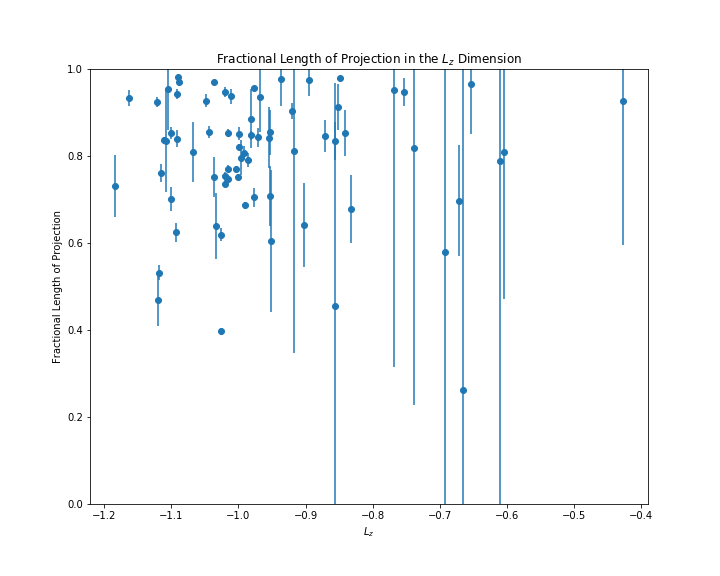 Fractional Length of Projection in the L_z Dimension
1.0
0.8
0.6
0.4
0.2
0.0
Fractional Length of Projection
−1.2 −1.1 −1.0 −0.9 −0.8 −0.7 −0.6 −0.5 −0.4
L_z